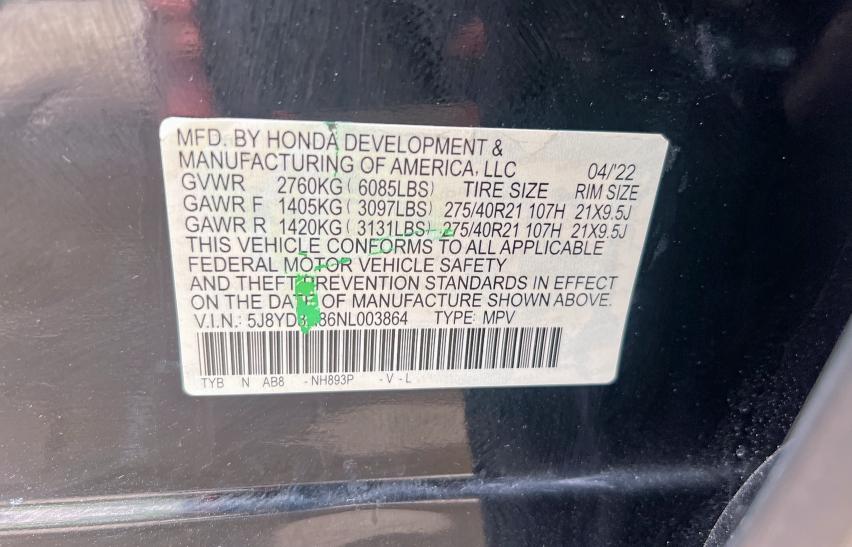 MFD. BY HONDA DEVELOPMENT &
MANUFACTURING OF AMERICA, LLC 04/'22
GVWR 2760KG ( 6085LBS) TIRE SIZE RIM SIZE
GAWR F 1405KG ( 3097LBS) 275/40R21 107H 21X9.5J
GAWR R 1420KG ( 3131LBS) 275/40R21 107H 21X9.5J
THIS VEHICLE CONFORMS TO ALL APPLICABLE
FEDERAL MOTOR VEHICLE SAFETY
AND THEFT PREVENTION STANDARDS IN EFFECT
ON THE DATE OF MANUFACTURE SHOWN ABOVE.
V.I.N.: TYPE: MPV
TYB N AB8 -NH893P -V -L